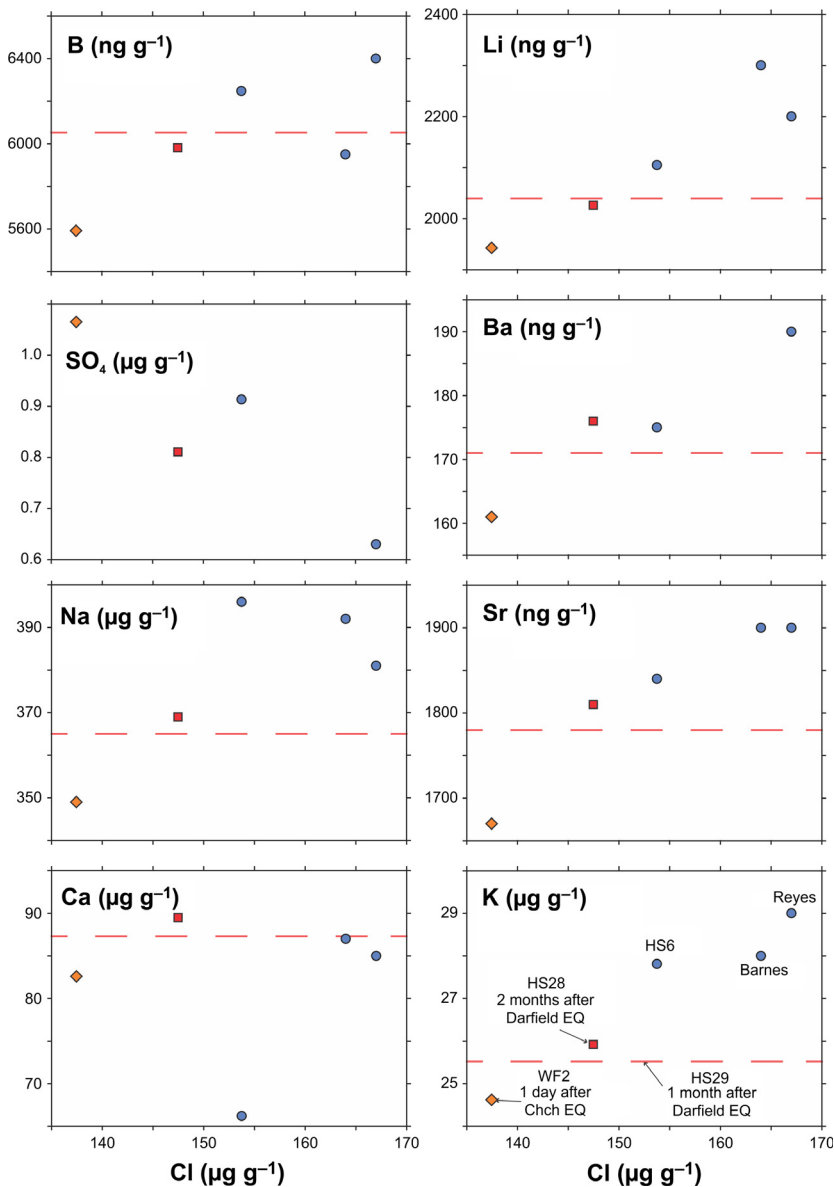 B (ng g⁻¹)
6400
6000
5600
Li (ng g⁻¹)
2400
2200
2000
SO₄ (µg g⁻¹)
1.0
0.9
0.8
0.7
0.6
Ba (ng g⁻¹)
190
180
170
160
Na (µg g⁻¹)
390
370
350
Sr (ng g⁻¹)
1900
1800
1700
Ca (µg g⁻¹)
90
80
70
140
150
160
170
Cl (µg g⁻¹)
K (µg g⁻¹)
29
27
25
Reyes
HS6
Barnes
HS28
2 months after
Darfield EQ
WF2
1 day after
Chch EQ
HS29
1 month after
Darfield EQ
140
150
160
170
Cl (µg g⁻¹)